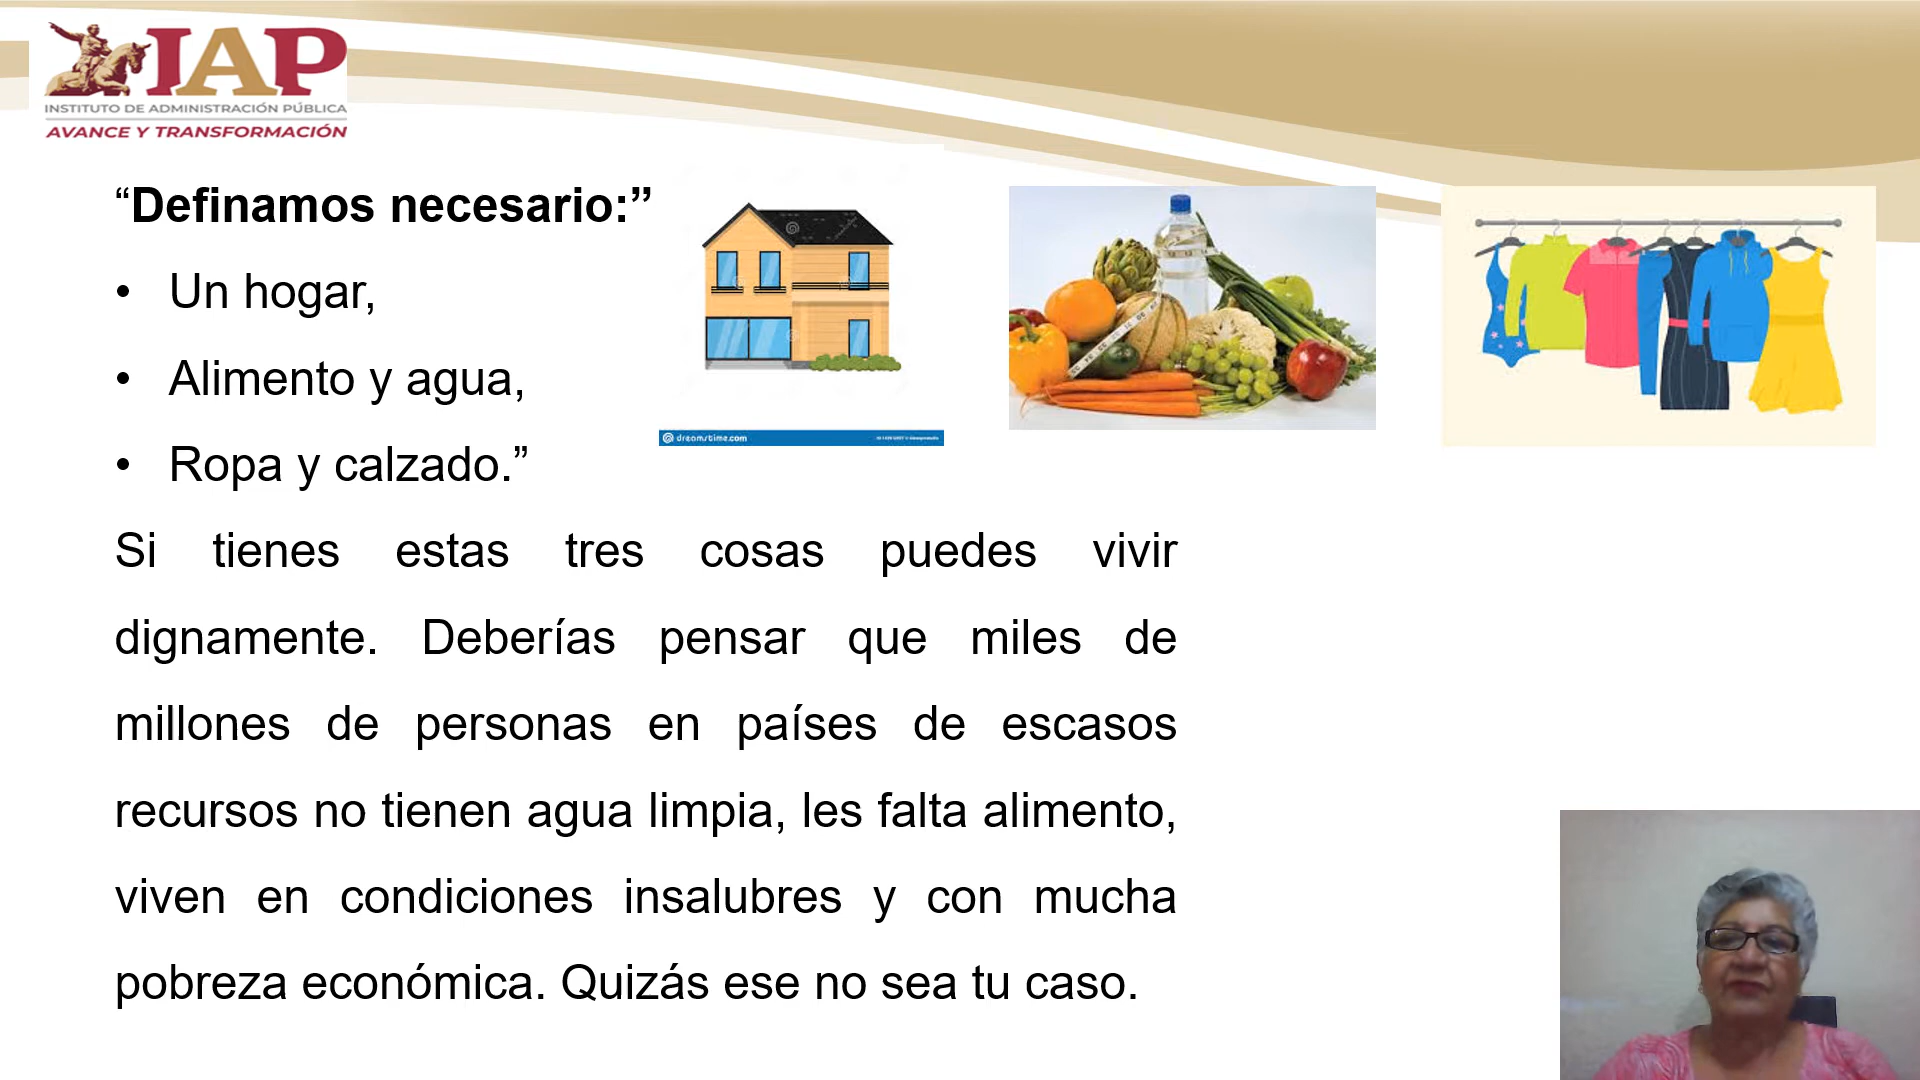 IAP
INSTITUTO DE ADMINISTRACIÓN PÚBLICA
AVANCE Y TRANSFORMACIÓN
“Definamos necesario:”
• Un hogar,
• Alimento y agua,
• Ropa y calzado.”
dreamstime.com
Si tienes estas tres cosas puedes vivir
dignamente. Deberías pensar que miles de
millones de personas en países de escasos
recursos no tienen agua limpia, les falta alimento,
viven en condiciones insalubres y con mucha
pobreza económica. Quizás ese no sea tu caso.